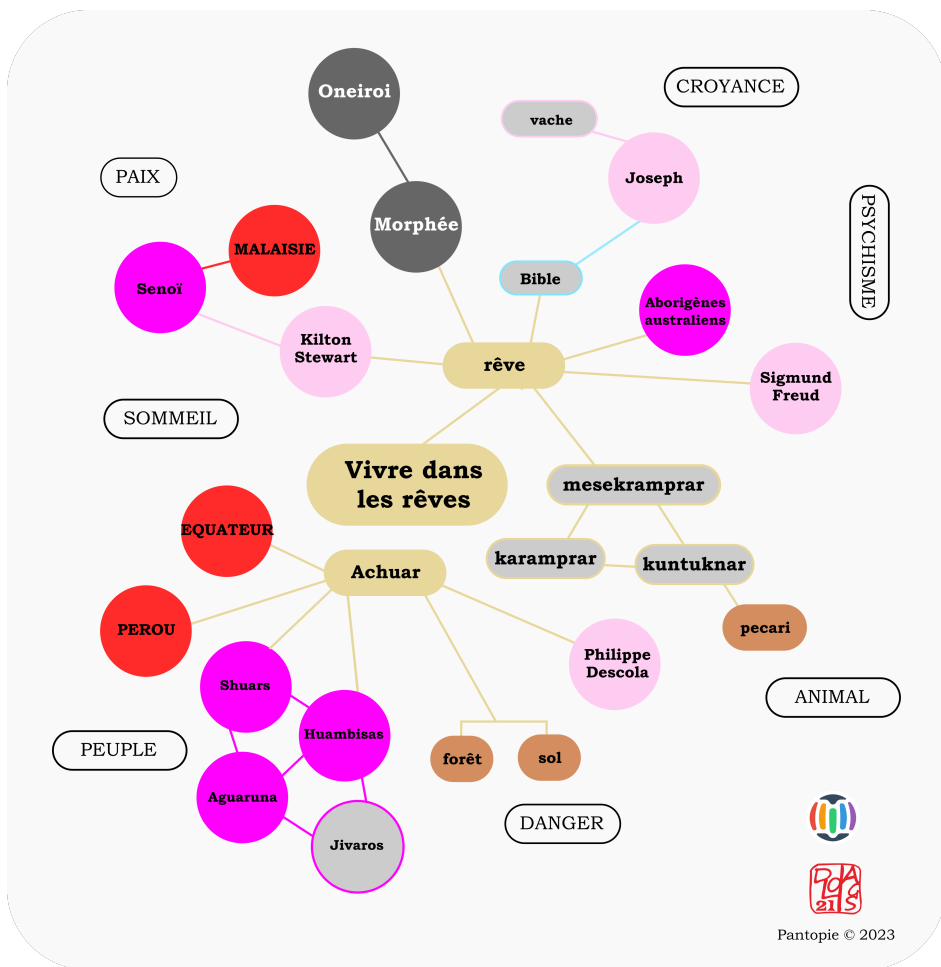 Oneiroi
CROYANCE
vache
PAIX
Joseph
Morphée
PSYCHISME
MALAISIE
Senoï
Bible
Aborigènes
australiens
Kilton
Stewart
rêve
Sigmund
Freud
SOMMEIL
Vivre dans
les rêves
mesekramprar
EQUATEUR
karamprar
kuntuknar
Achuar
PEROU
pecari
Philippe
Descola
Shuars
ANIMAL
Huambisas
PEUPLE
forêt
sol
Aguaruna
DANGER
Jivaros
21
Pantopie © 2023